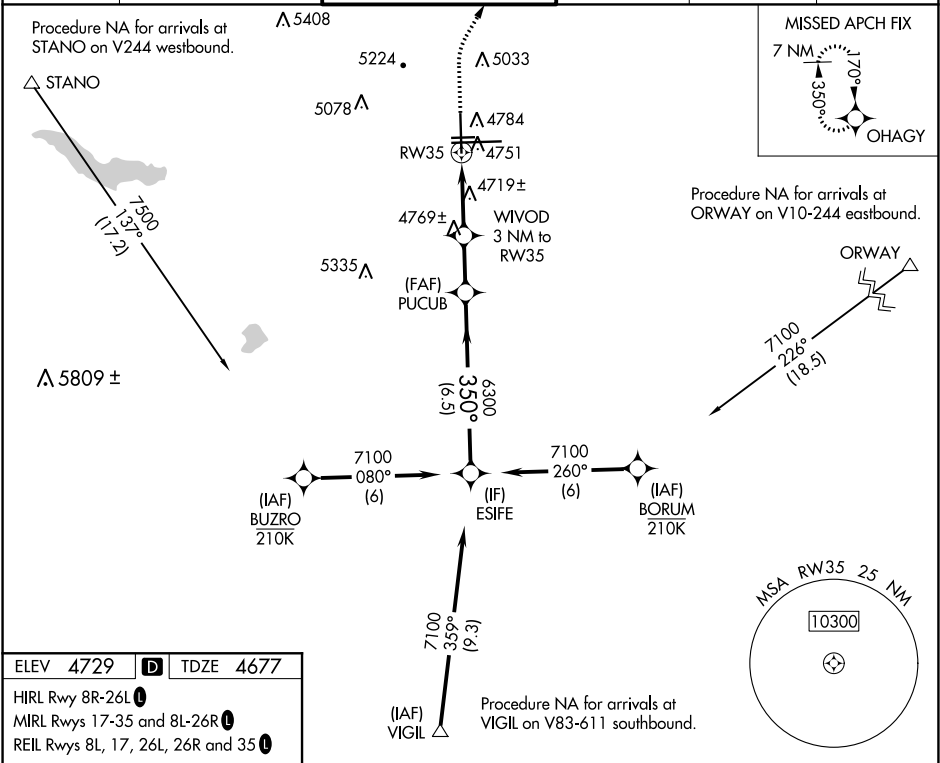 Procedure NA for arrivals at
STANO on V244 westbound.
STANO
7500
137°
(17.2)
5408
5224
5033
5078
4784
RW35
4751
4719±
4769±
WIVOD
3 NM to
RW35
5335
(FAF)
PUCUB
5809 ±
MISSED APCH FIX
7 NM
170°
350°
OHAGY
Procedure NA for arrivals at
ORWAY on V10-244 eastbound.
ORWAY
7100
226°
(18.5)
6300
350°
(6.5)
7100
080°
(6)
7100
260°
(6)
(IAF)
BUZRO
210K
(IF)
ESIFE
(IAF)
BORUM
210K
7100
359°
(9.3)
(IAF)
VIGIL
Procedure NA for arrivals at
VIGIL on V83-611 southbound.
MSA RW35 25 NM
10300
ELEV 4729 D TDZE 4677
HIRL Rwy 8R-26L L
MIRL Rwys 17-35 and 8L-26R L
REIL Rwys 8L, 17, 26L, 26R and 35 L